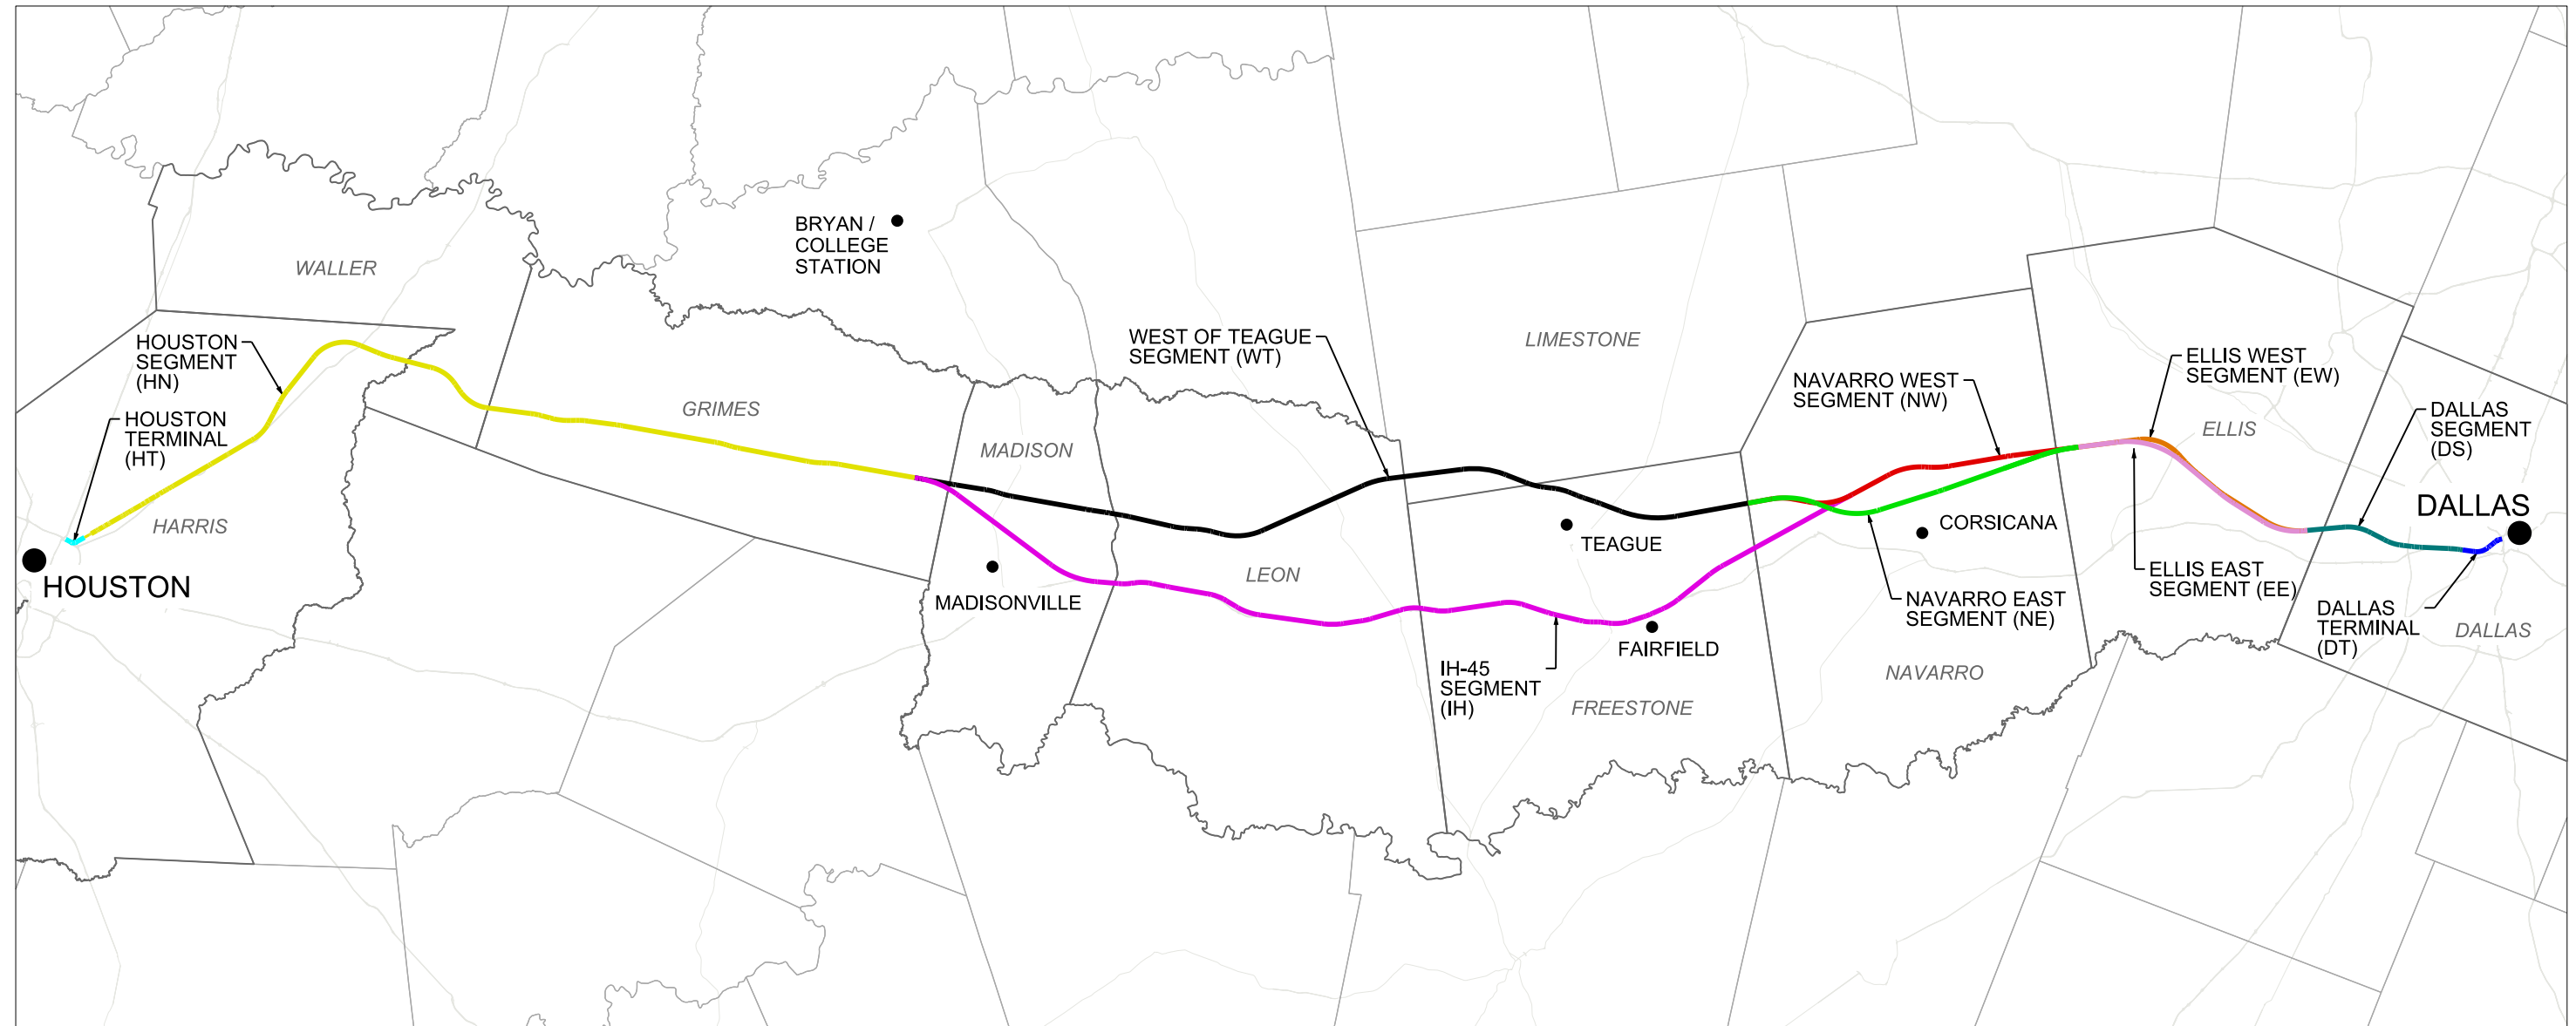 BRYAN /
COLLEGE
STATION
WALLER
HOUSTON
SEGMENT
(HN)
HOUSTON
TERMINAL
(HT)
HARRIS
HOUSTON
GRIMES
MADISON
MADISONVILLE
WEST OF TEAGUE
SEGMENT (WT)
LEON
LIMESTONE
TEAGUE
FAIRFIELD
IH-45
SEGMENT
(IH)
FREESTONE
NAVARRO WEST
SEGMENT (NW)
CORSICANA
NAVARRO EAST
SEGMENT (NE)
NAVARRO
ELLIS WEST
SEGMENT (EW)
ELLIS
ELLIS EAST
SEGMENT (EE)
DALLAS
SEGMENT
(DS)
DALLAS
DALLAS
TERMINAL
(DT)
DALLAS